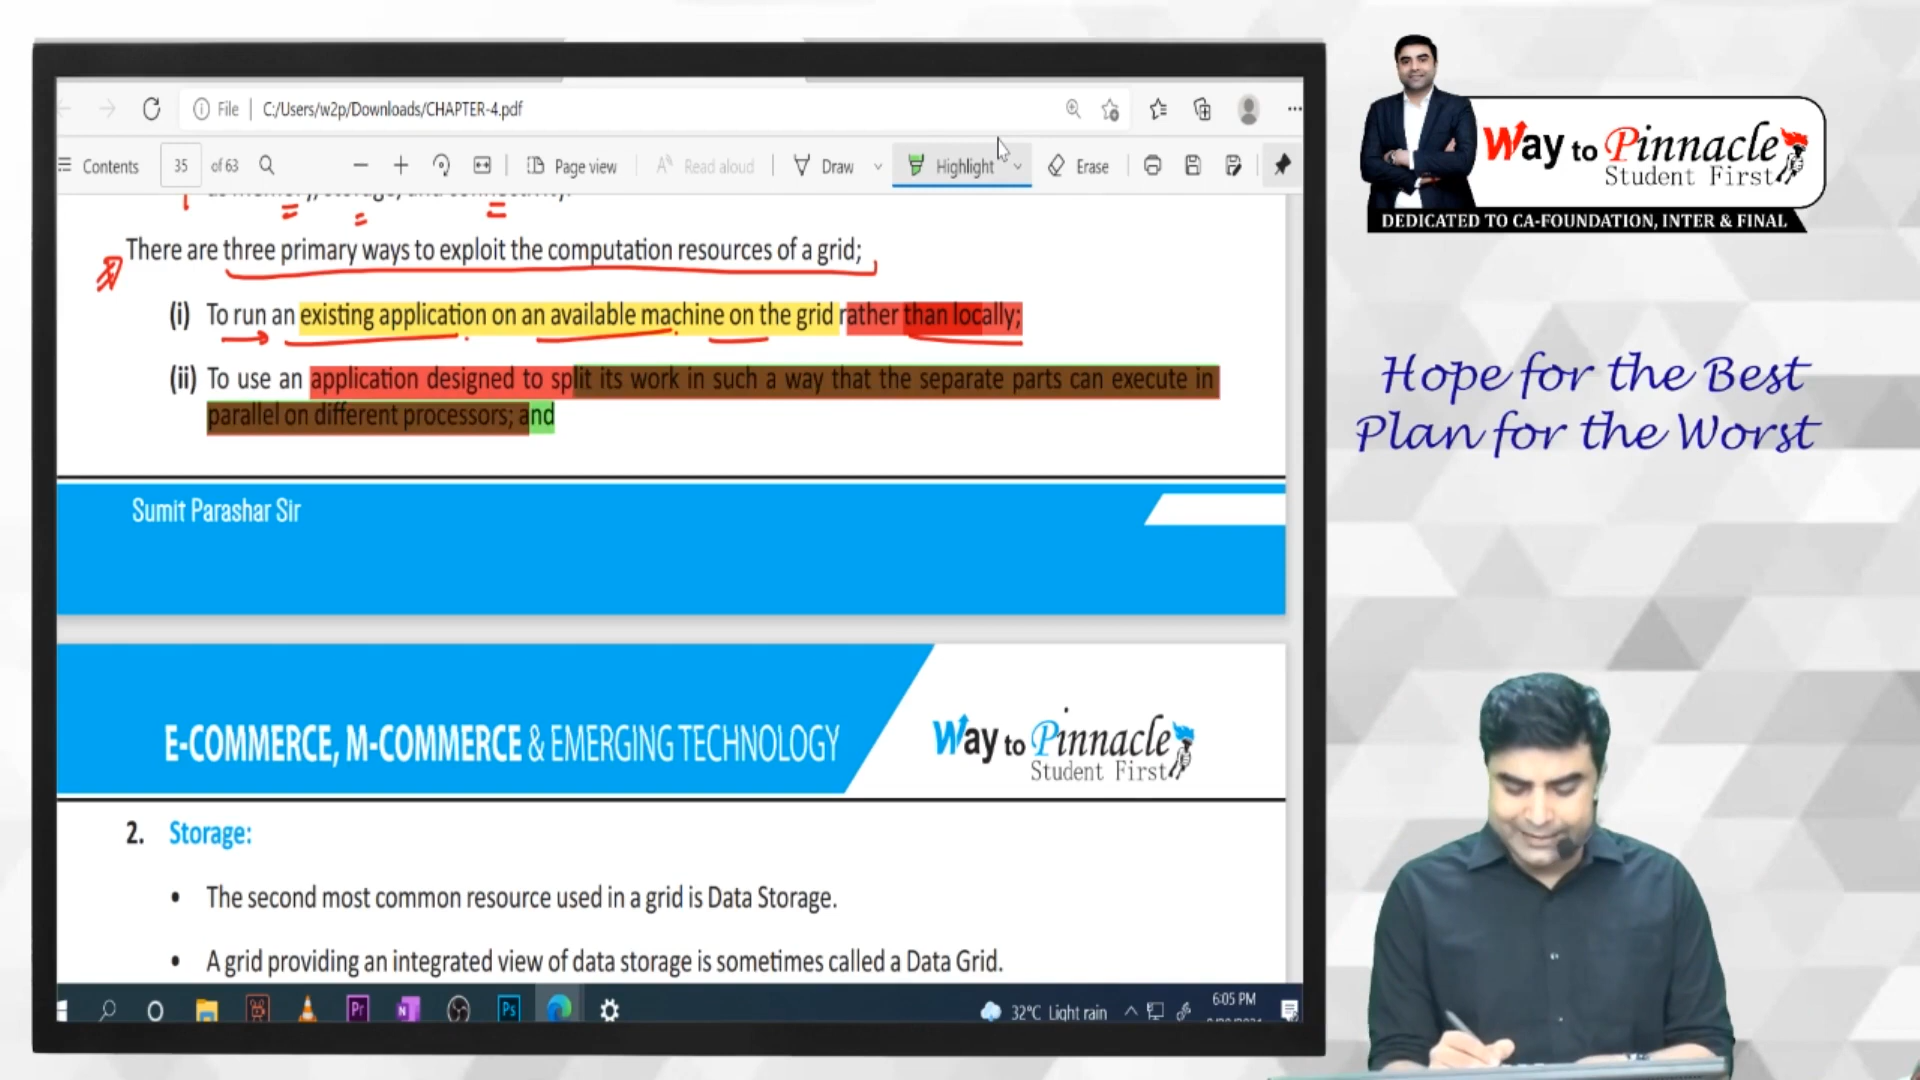 File | C:/Users/w2p/Downloads/CHAPTER-4.pdf
Contents 35 of 63 Page view Read aloud Draw Highlight Erase
There are three primary ways to exploit the computation resources of a grid;
(i) To run an existing application on an available machine on the grid rather than locally;
(ii) To use an application designed to split its work in such a way that the separate parts can execute in
parallel on different processors; and
Sumit Parashar Sir
E-COMMERCE, M-COMMERCE & EMERGING TECHNOLOGY
Way to Pinnacle
Student First
2. Storage:
• The second most common resource used in a grid is Data Storage.
• A grid providing an integrated view of data storage is sometimes called a Data Grid.
Pr N Ps
32°C Light rain
6:05 PM
Way to Pinnacle
Student First
DEDICATED TO CA-FOUNDATION, INTER & FINAL
Hope for the Best
Plan for the Worst